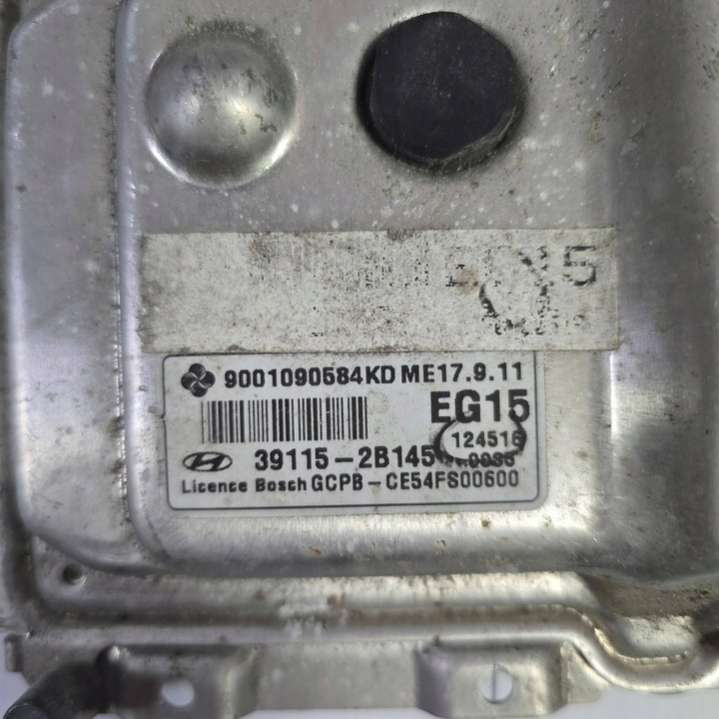 9001090584KD ME17.9.11
EG15
124516
39115-2B145
Licence Bosch GCPB-CE54FS00600